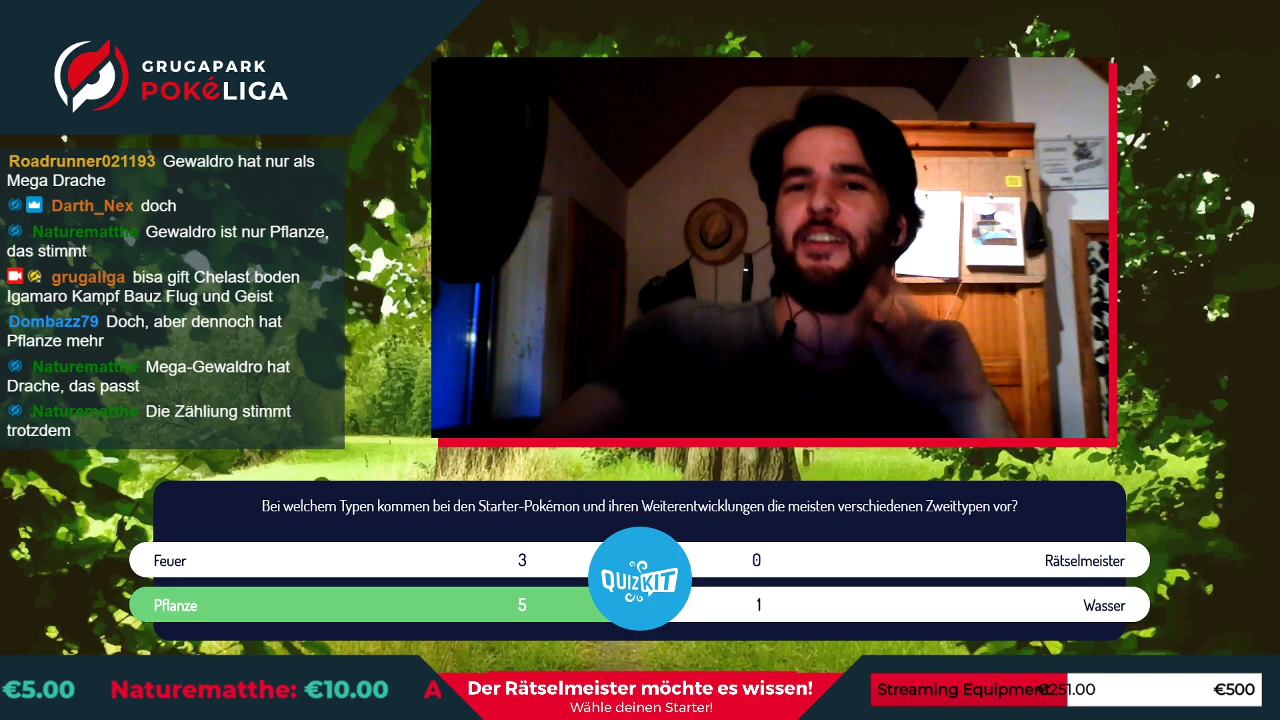 GRUGAPARK
POKéLIGA
Roadrunner021193 Gewaldro hat nur als
Mega Drache
Darth_Nex doch
Naturematthe Gewaldro ist nur Pflanze,
das stimmt
grugaliga bisa gift Chelast boden
Igamaro Kampf Bauz Flug und Geist
Dombazz79 Doch, aber dennoch hat
Pflanze mehr
Naturematthe Mega-Gewaldro hat
Drache, das passt
Naturematthe Die Zählung stimmt
trotzdem
Bei welchem Typen kommen bei den Starter-Pokémon und ihren Weiterentwicklungen die meisten verschiedenen Zweittypen vor?
Feuer 3 0 Rätselmeister
QUIZKIT
Pflanze 5 1 Wasser
€5.00 Naturematthe: €10.00 A
Der Rätselmeister möchte es wissen!
Wähle deinen Starter!
Streaming Equipment €251.00 €500